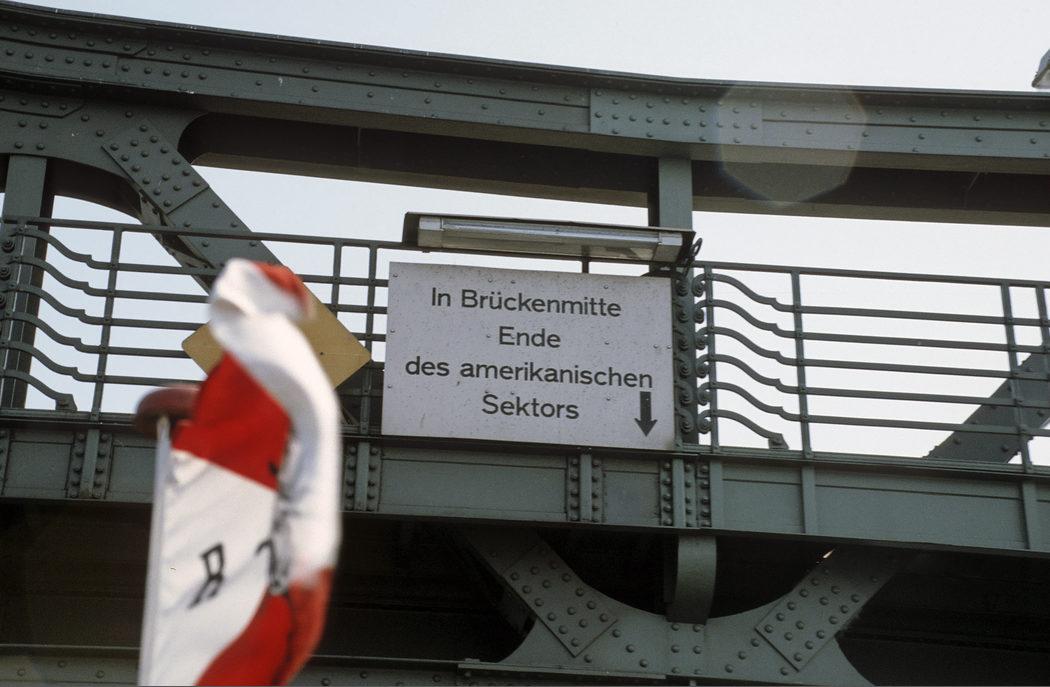 In Brückenmitte
Ende
des amerikanischen
Sektors